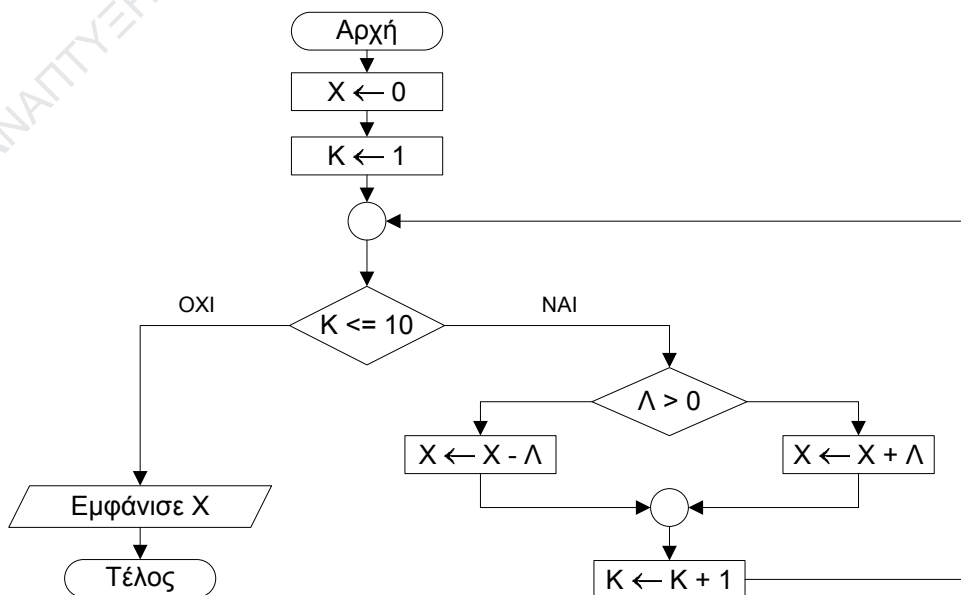 Αρχή
Χ ← 0
Κ ← 1
ΟΧΙ
ΝΑΙ
Κ <= 10
Λ > 0
Χ ← Χ - Λ
Χ ← Χ + Λ
Εμφάνισε Χ
Τέλος
Κ ← Κ + 1